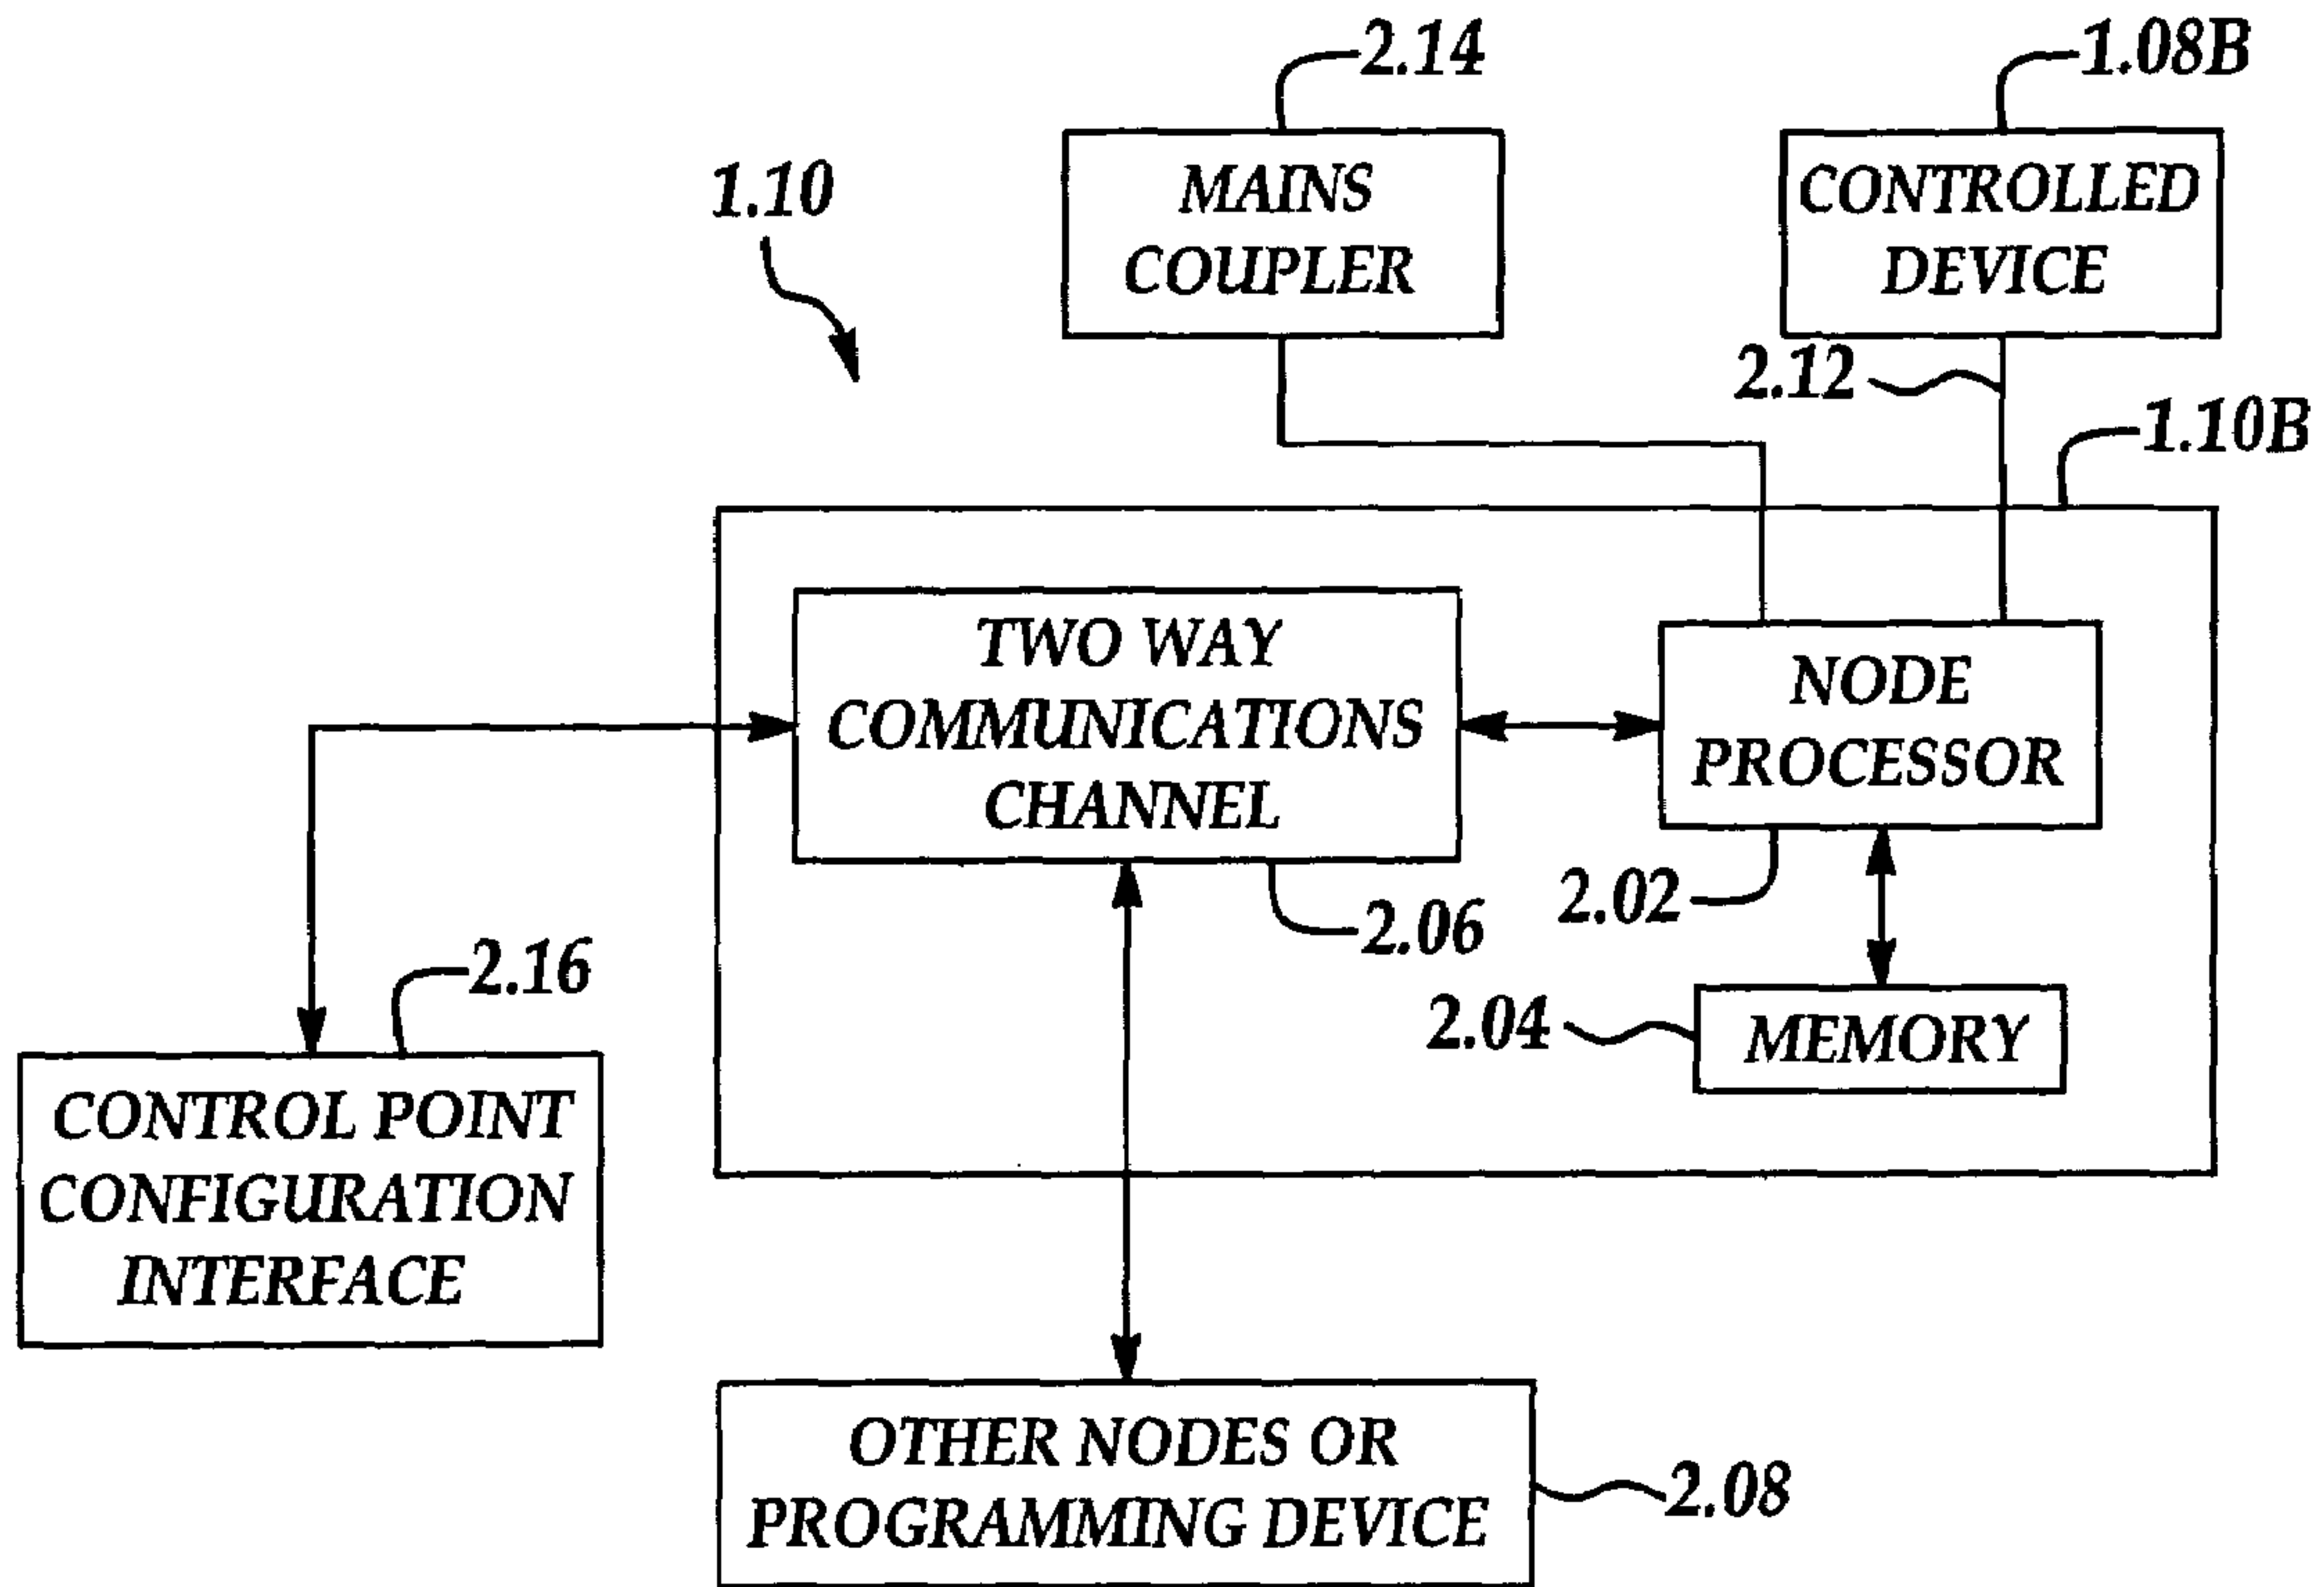 2.14
1.08B
1.10
MAINS
COUPLER
CONTROLLED
DEVICE
2.12
1.10B
TWO WAY
COMMUNICATIONS
CHANNEL
NODE
PROCESSOR
2.02
2.06
2.16
2.04
MEMORY
CONTROL POINT
CONFIGURATION
INTERFACE
OTHER NODES OR
PROGRAMMING DEVICE
2.08